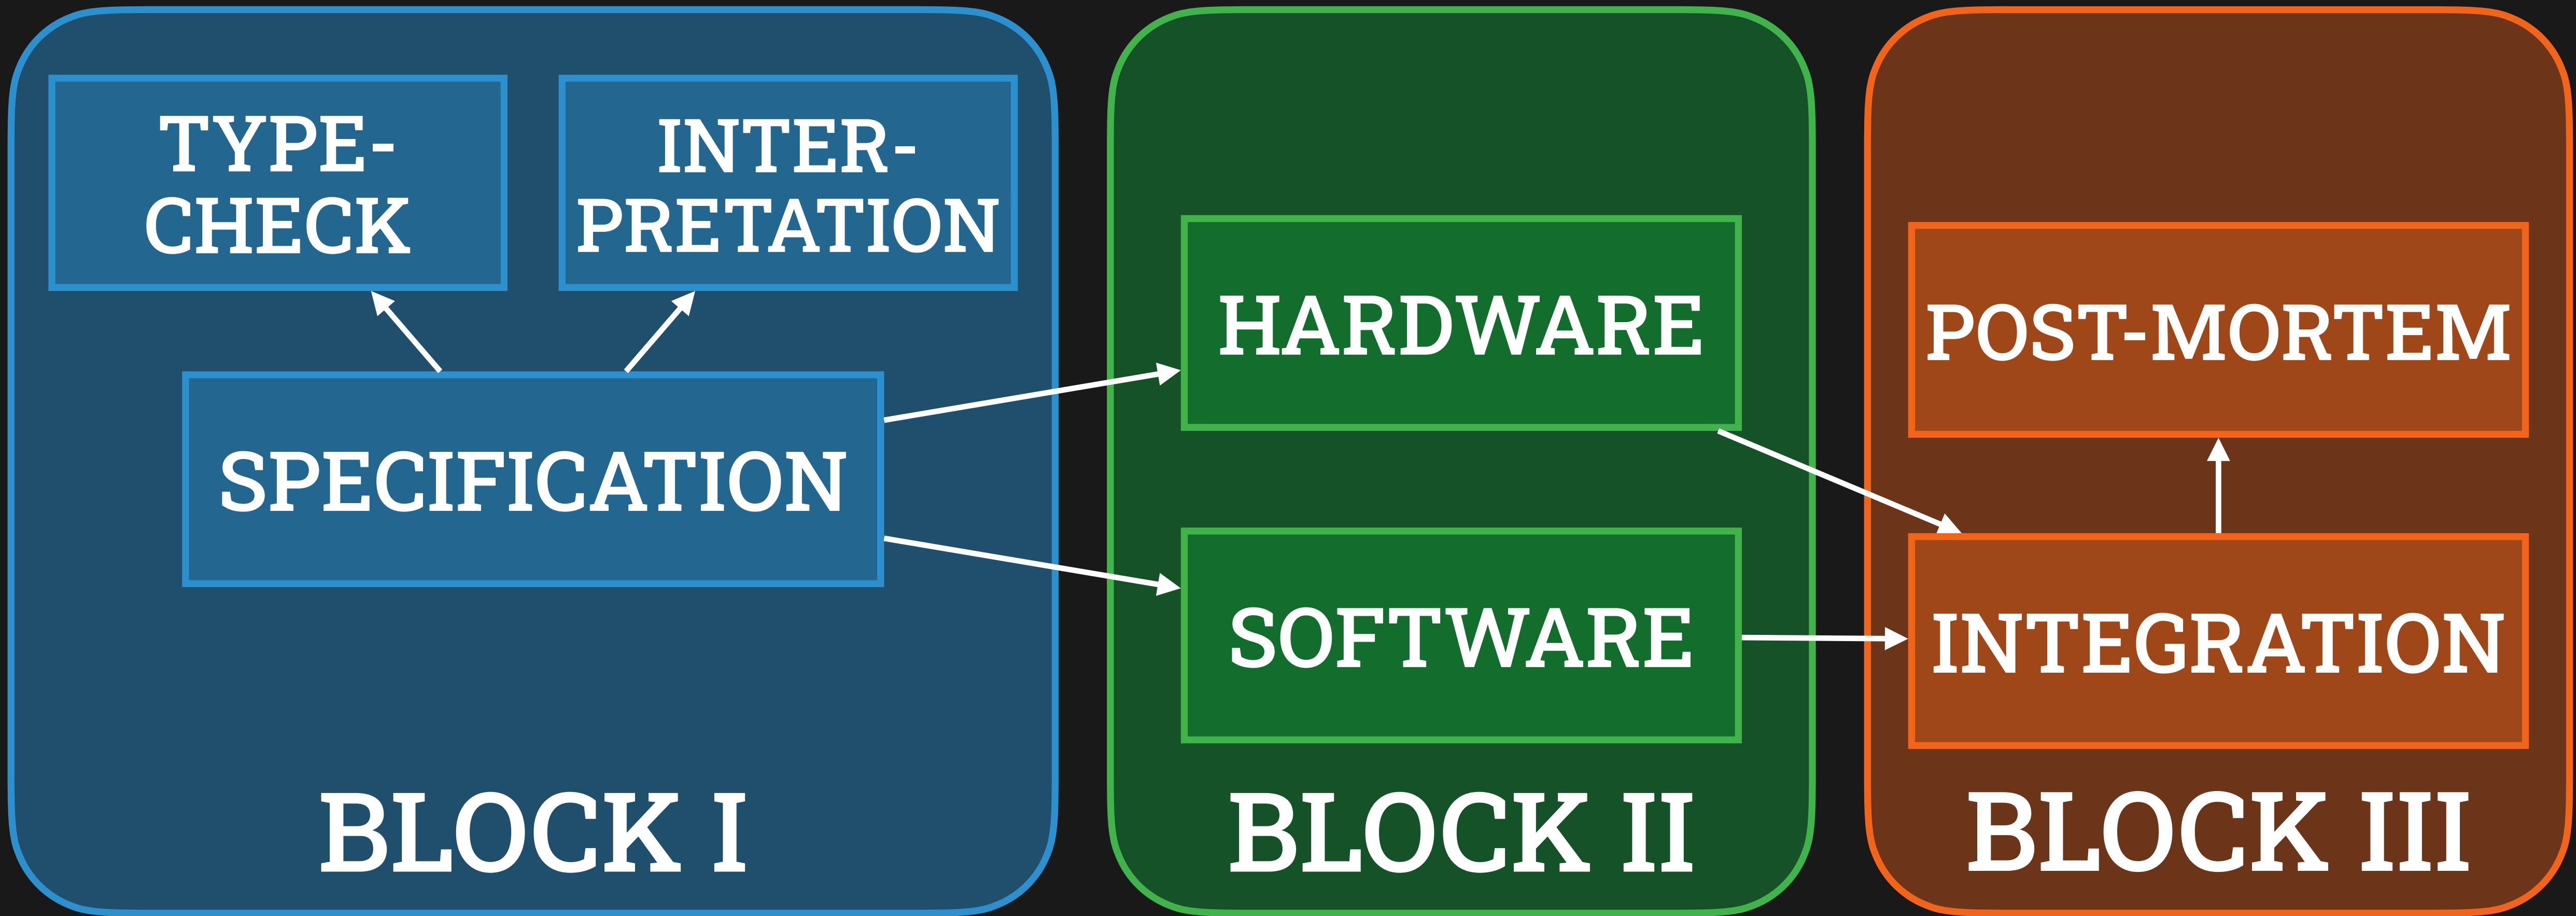 TYPE-
CHECK
INTER-
PRETATION
SPECIFICATION
BLOCK I
HARDWARE
SOFTWARE
BLOCK II
POST-MORTEM
INTEGRATION
BLOCK III